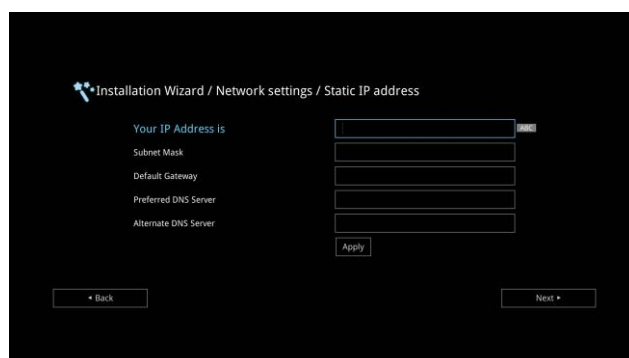 Installation Wizard / Network settings / Static IP address
Your IP Address is
ABC
Subnet Mask
Default Gateway
Preferred DNS Server
Alternate DNS Server
Apply
Back
Next